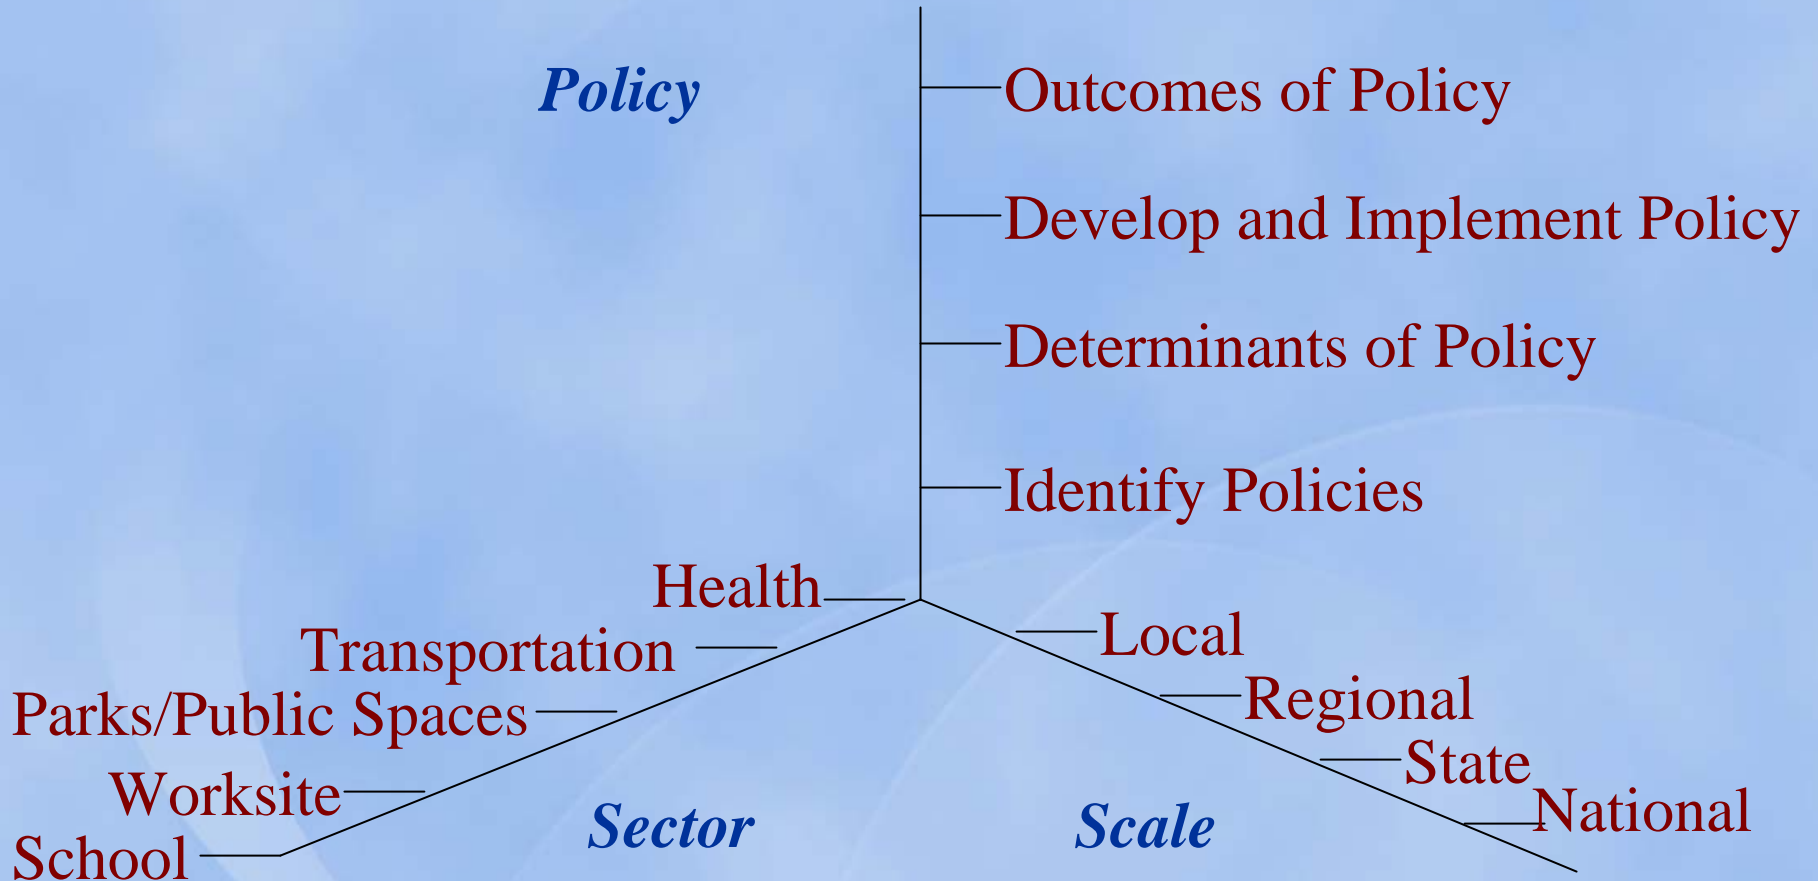 Policy
Outcomes of Policy
Develop and Implement Policy
Determinants of Policy
Identify Policies
Health
Transportation
Parks/Public Spaces
Worksite
School
Sector
Local
Regional
State
National
Scale